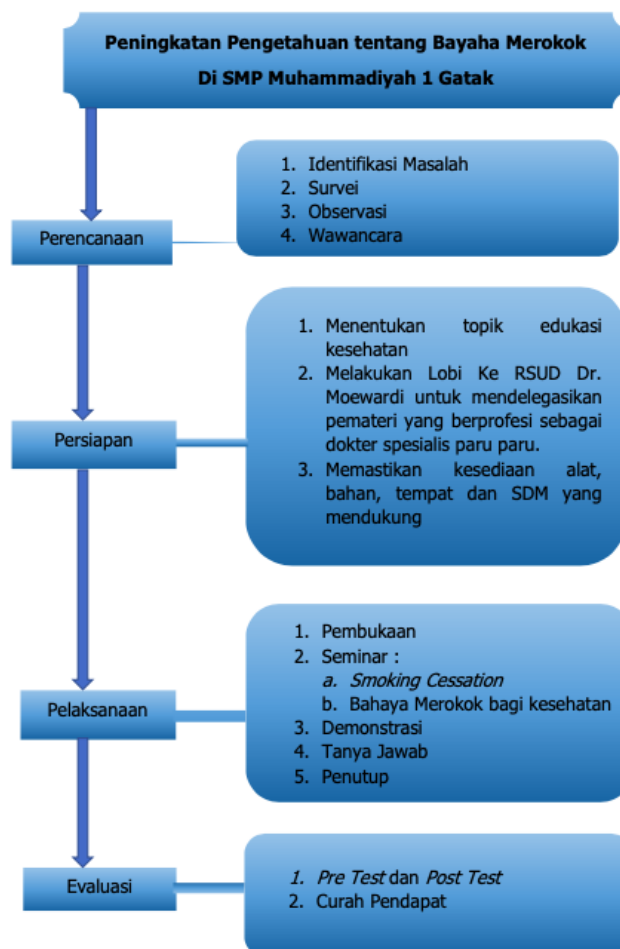 Peningkatan Pengetahuan tentang Bayaha Merokok
Di SMP Muhammadiyah 1 Gatak
1. Identifikasi Masalah
2. Survei
3. Observasi
4. Wawancara
Perencanaan
1. Menentukan topik edukasi
kesehatan
2. Melakukan Lobi Ke RSUD Dr.
Moewardi untuk mendelegasikan
pemateri yang berprofesi sebagai
dokter spesialis paru paru.
3. Memastikan kesediaan alat,
bahan, tempat dan SDM yang
mendukung
Persiapan
1. Pembukaan
2. Seminar :
a. Smoking Cessation
b. Bahaya Merokok bagi kesehatan
3. Demonstrasi
4. Tanya Jawab
5. Penutup
Pelaksanaan
1. Pre Test dan Post Test
2. Curah Pendapat
Evaluasi